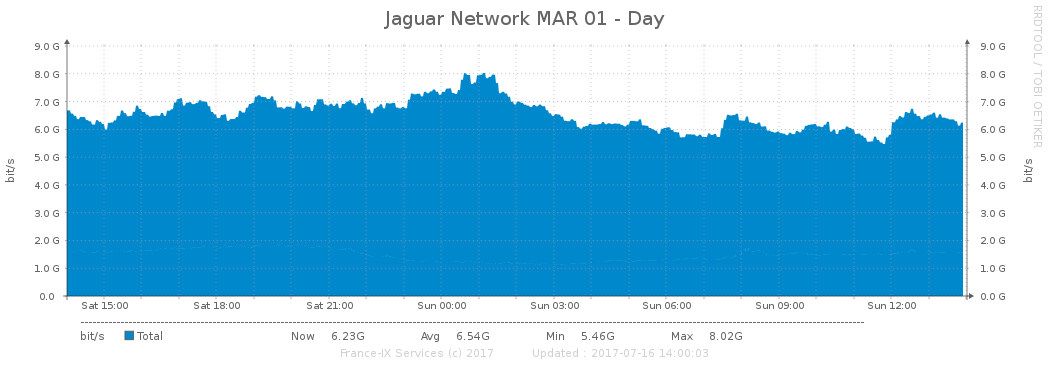 Jaguar Network MAR 01 - Day
RRDTOOL / TOBI OETIKER
9.0 G 9.0 G
8.0 G 8.0 G
7.0 G 7.0 G
6.0 G 6.0 G
5.0 G 5.0 G
4.0 G 4.0 G
3.0 G 3.0 G
2.0 G 2.0 G
1.0 G 1.0 G
0.0 0.0 G
bit/s
bit/s
Sat 15:00 Sat 18:00 Sat 21:00 Sun 00:00 Sun 03:00 Sun 06:00 Sun 09:00 Sun 12:00
bit/s Total Now 6.23G Avg 6.54G Min 5.46G Max 8.02G
France-IX Services (c) 2017 Updated : 2017-07-16 14:00:03